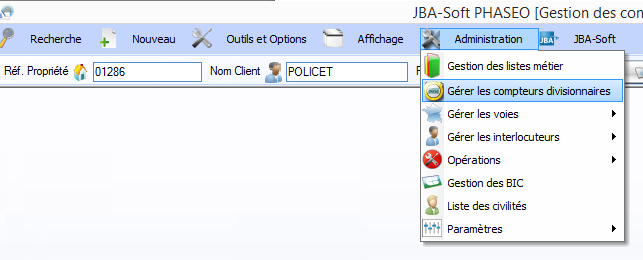 JBA-Soft PHASEO [Gestion des con
Recherche Nouveau Outils et Options Affichage Administration JBA JBA-Soft
Réf. Propriété 01286 Nom Client POLICET
Gestion des listes métier
Gérer les compteurs divisionnaires
Gérer les voies
Gérer les interlocuteurs
Opérations
Gestion des BIC
Liste des civilités
Paramètres